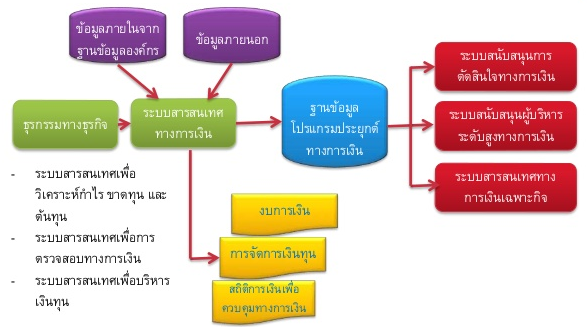 ข้อมูลภายในจาก
ฐานข้อมูลองค์กร
ข้อมูลภายนอก
ธุรกรรมทางธุรกิจ
ระบบสารสนเทศ
ทางการเงิน
ฐานข้อมูล
โปรแกรมประยุกต์
ทางการเงิน
ระบบสนับสนุนการ
ตัดสินใจทางการเงิน
ระบบสนับสนุนผู้บริหาร
ระดับสูงทางการเงิน
ระบบสารสนเทศทาง
การเงินเฉพาะกิจ
- ระบบสารสนเทศเพื่อ
วิเคราะห์กำไร ขาดทุน และ
ต้นทุน
- ระบบสารสนเทศเพื่อการ
ตรวจสอบทางการเงิน
- ระบบสารสนเทศเพื่อบริหาร
เงินทุน
งบการเงิน
การจัดการเงินทุน
สถิติการเงินเพื่อ
ควบคุมทางการเงิน